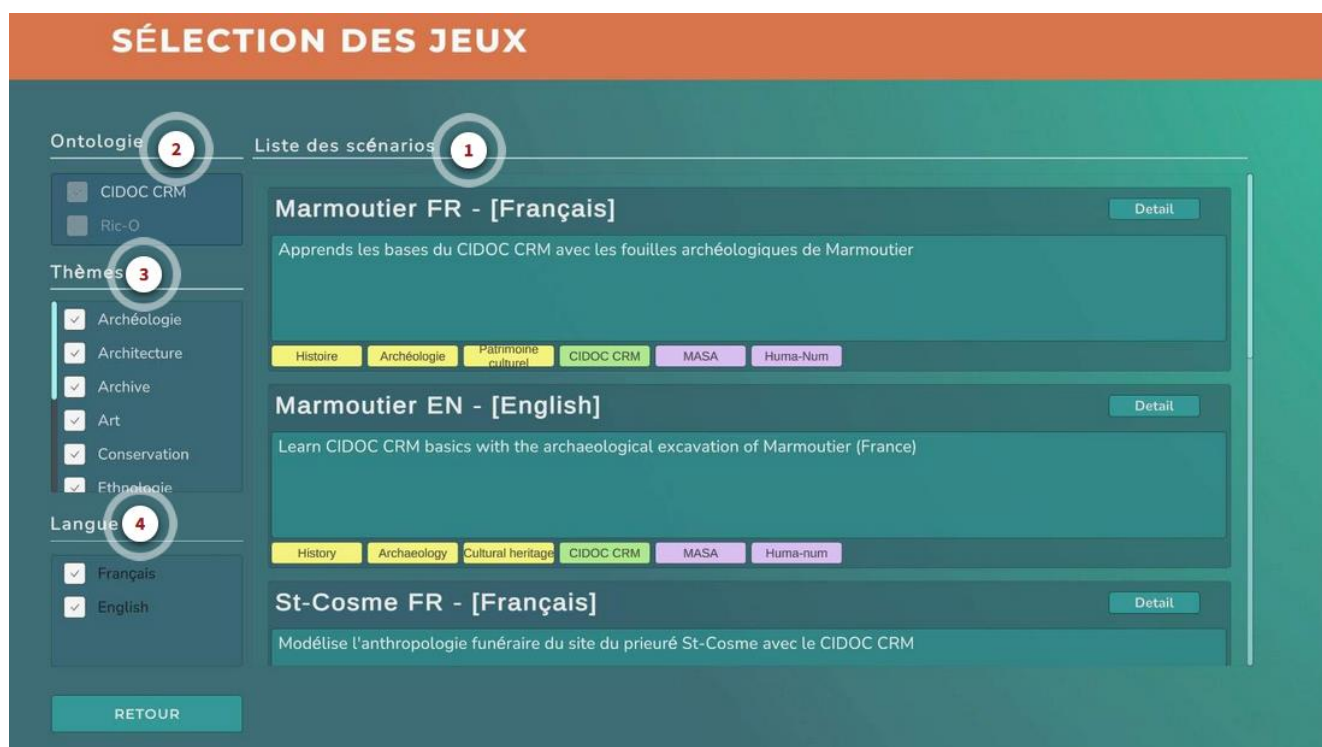 SÉLECTION DES JEUX
Ontologie 2
CIDOC CRM
Ric-O
Thèmes 3
Archéologie
Architecture
Archive
Art
Conservation
Ethnologie
Langue 4
Français
English
RETOUR
Liste des scénarios 1
Marmoutier FR - [Français]
Detail
Apprends les bases du CIDOC CRM avec les fouilles archéologiques de Marmoutier
Histoire Archéologie Patrimoine culturel CIDOC CRM MASA Huma-Num
Marmoutier EN - [English]
Detail
Learn CIDOC CRM basics with the archaeological excavation of Marmoutier (France)
History Archaeology Cultural heritage CIDOC CRM MASA Huma-num
St-Cosme FR - [Français]
Detail
Modélise l'anthropologie funéraire du site du prieuré St-Cosme avec le CIDOC CRM